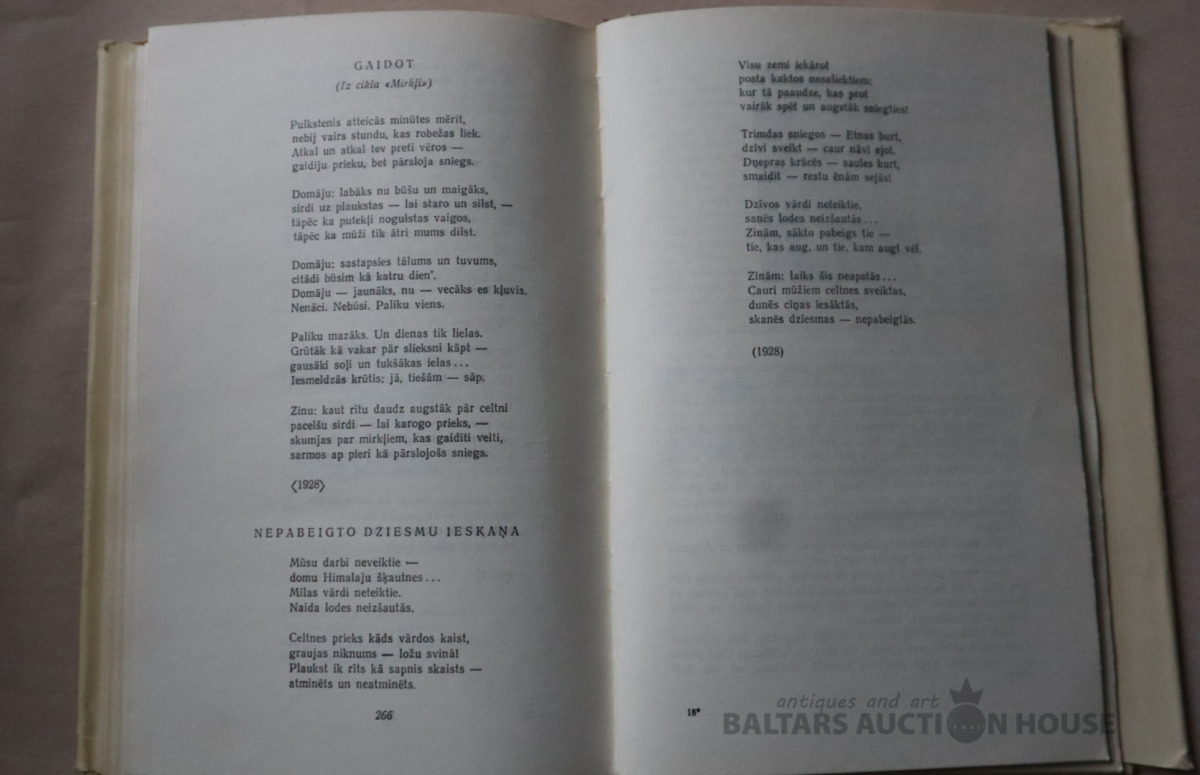 GAIDOT
(Iz cikla «Mirkļi»)
Pulkstenis atteicās minūtes mērīt,
nebij vairs stundu, kas robežas liek.
Atkal un atkal tev pretī vēros —
gaidīju prieku, bet pārsloja sniegs.
Domāju: labāks nu būšu un maigāks,
sirdi uz plaukstas — lai staro un silst, —
tāpēc ka putekļi nogulstas vaigos,
tāpēc ka mūži tik ātri mums dilst.
Domāju: sastapsies tālums un tuvums,
citādi būsim kā katru dien'.
Domāju — jaunāks, nu — vecāks es kļuvis.
Nenāci. Nebūsi. Paliku viens.
Paliku mazāks. Un dienas tik lielas.
Grūtāk kā vakar pār slieksni kāpt —
gausāki soļi un tukšākas ielas...
Iesmeldzās krūtis: jā, tiešām — sāp.
Zinu: kaut rītu daudz augstāk pār celtni
pacelšu sirdi — lai karogo prieks, —
skumjas par mirkļiem, kas gaidīti velti,
sarmos ap pieri kā pārslojošs sniegs.
⟨1928⟩
NEPABEIGTO DZIESMU IESKAŅA
Mūsu darbi neveiktie —
domu Himalaju šķautnes...
Mīlas vārdi neteiktie.
Naida lodes neizšautās.
Celtnes prieks kāds vārdos kaist,
graujas niknums — ložu svinā!
Plaukst ik rīts kā sapnis skaists —
atminēts un neatminēts.
266
Visu zemi iekārot
posta kaktos nesaliektiem:
kur tā paaudze, kas prot
vairāk spēt un augstāk sniegties!
Trimdas sniegos — Etnas burt,
dzīvi sveikt — caur nāvi ejot.
Dņepras krācēs — saules kurt,
smaidīt — restu ēnām sejās!
Dzīvos vārdi neteiktie,
sanēs lodes neizšautās...
Zinām, sākto pabeigs tie —
tie, kas aug, un tie, kam augt vēl.
Zinām: laiks šis neapstās...
Cauri mūžiem celtnes sveiktas,
dunēs cīņas iesāktās,
skanēs dziesmas — nepabeigtās.
(1928)
18*
antiques and art
BALTARS AUCTION HOUSE